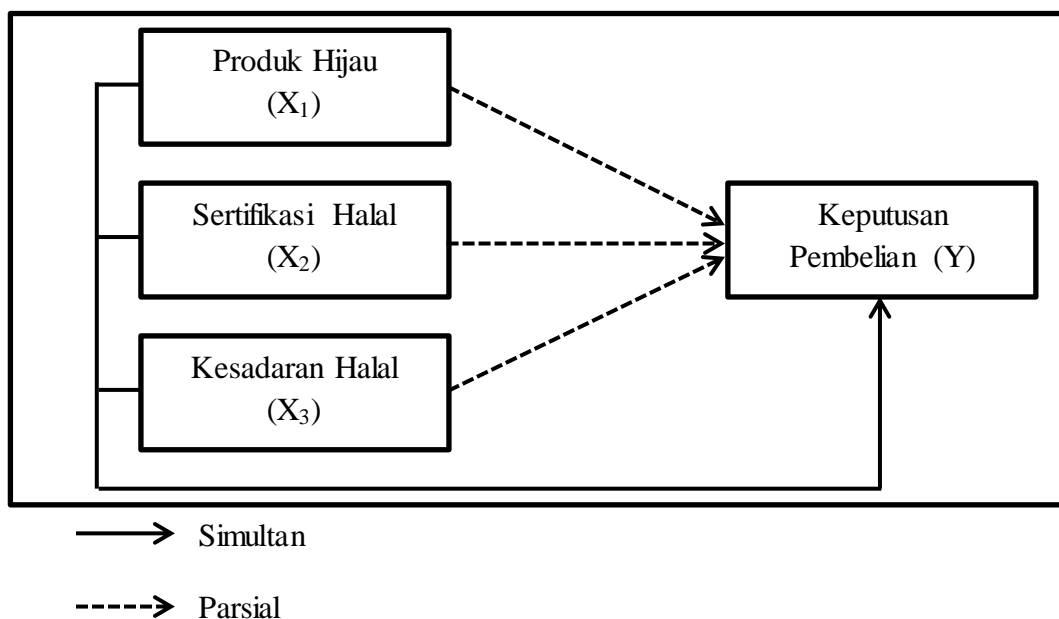 Produk Hijau
(X₁)
Sertifikasi Halal
(X₂)
Kesadaran Halal
(X₃)
Keputusan
Pembelian (Y)
Simultan
Parsial